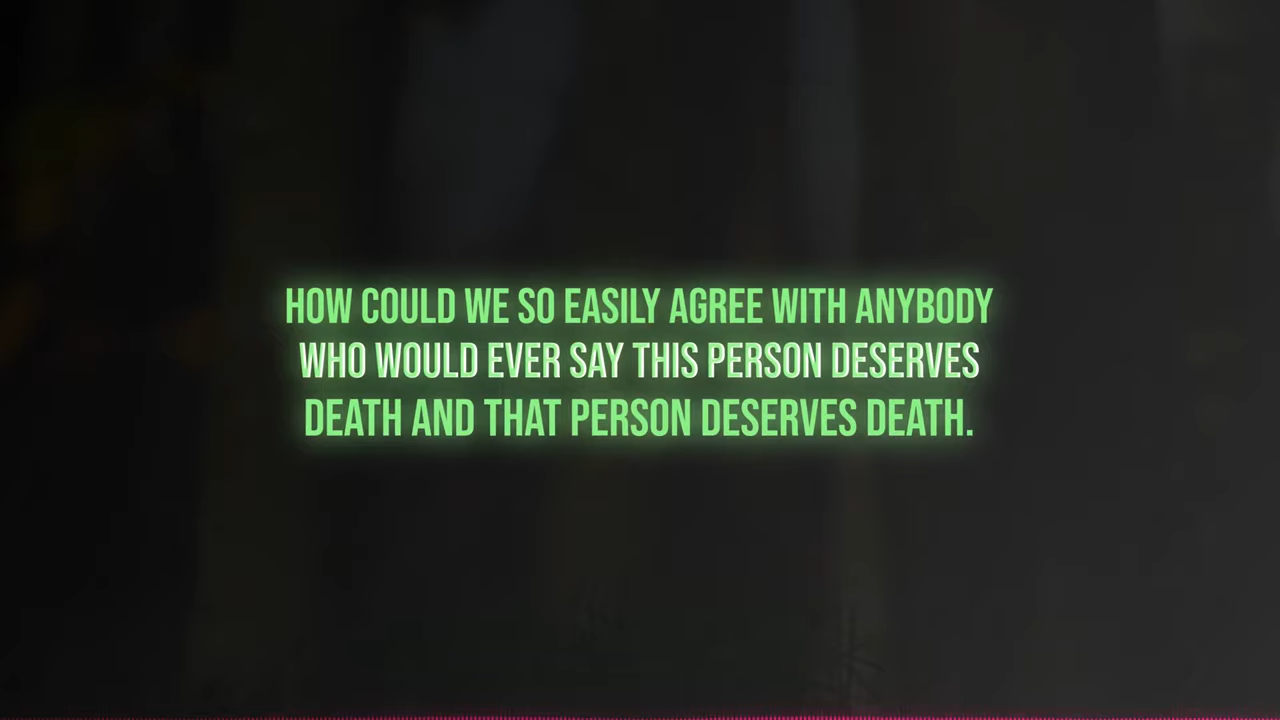 HOW COULD WE SO EASILY AGREE WITH ANYBODY
WHO WOULD EVER SAY THIS PERSON DESERVES
DEATH AND THAT PERSON DESERVES DEATH.